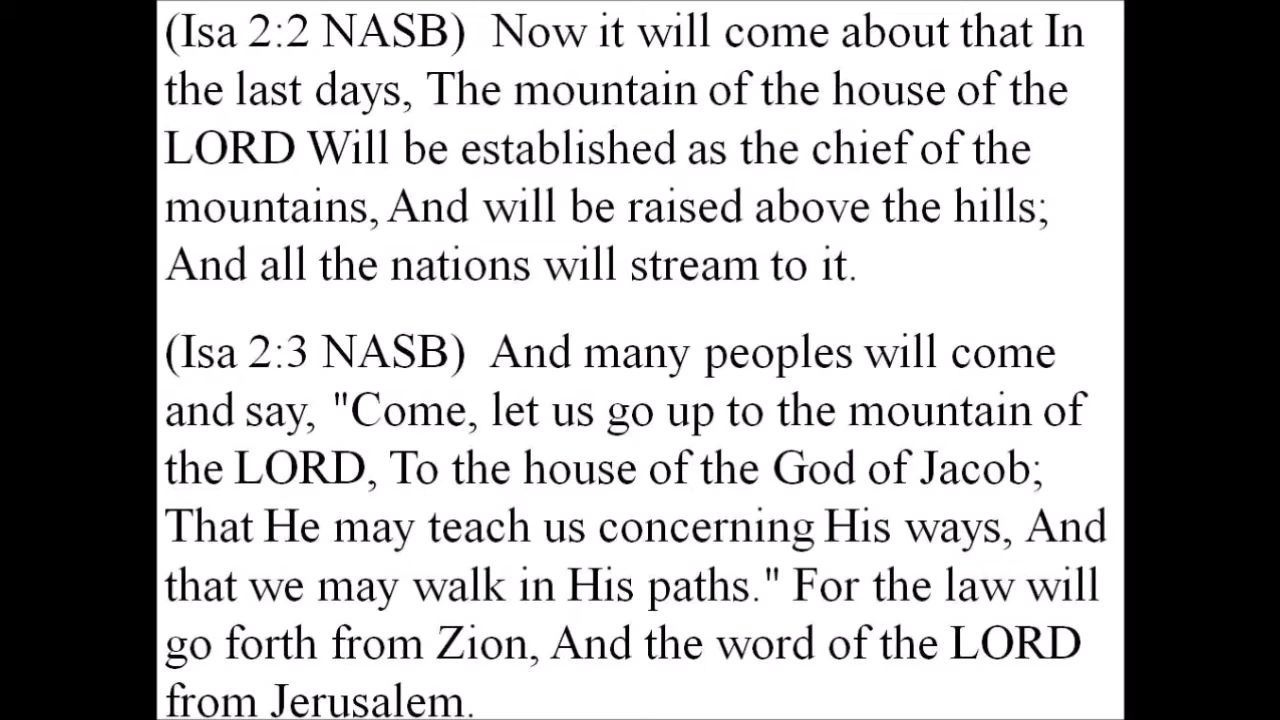 (Isa 2:2 NASB)  Now it will come about that In
the last days, The mountain of the house of the
LORD Will be established as the chief of the
mountains, And will be raised above the hills;
And all the nations will stream to it.
(Isa 2:3 NASB)  And many peoples will come
and say, "Come, let us go up to the mountain of
the LORD, To the house of the God of Jacob;
That He may teach us concerning His ways, And
that we may walk in His paths." For the law will
go forth from Zion, And the word of the LORD
from Jerusalem.